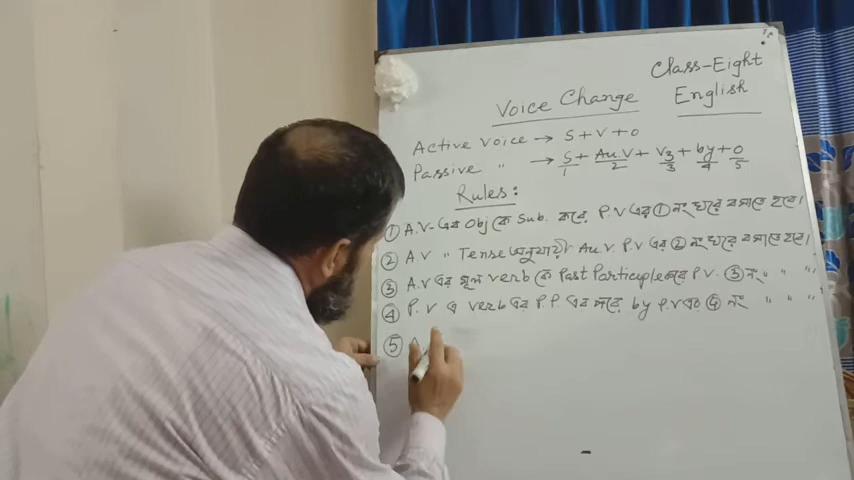 Class-Eight
Voice Change English
Active Voice → S + V + O
Passive " → S + Au.V + V3 + by + O
1 2 3 4 5
Rules:
① A.V-এর Obj কে Sub. করে P.V এর ① নং ঘরে বসাতে হবে।
② A V " Tense অনুযায়ী Au.V. P.V এর ② নং ঘরে বসাতে হবে।
③ A.V এর মূল verb কে Past Participle করে P.V. ③ নং " " "
④ P.V এ verb এর P.P এর পরে by P.V এর ④ নং " " "
⑤ A